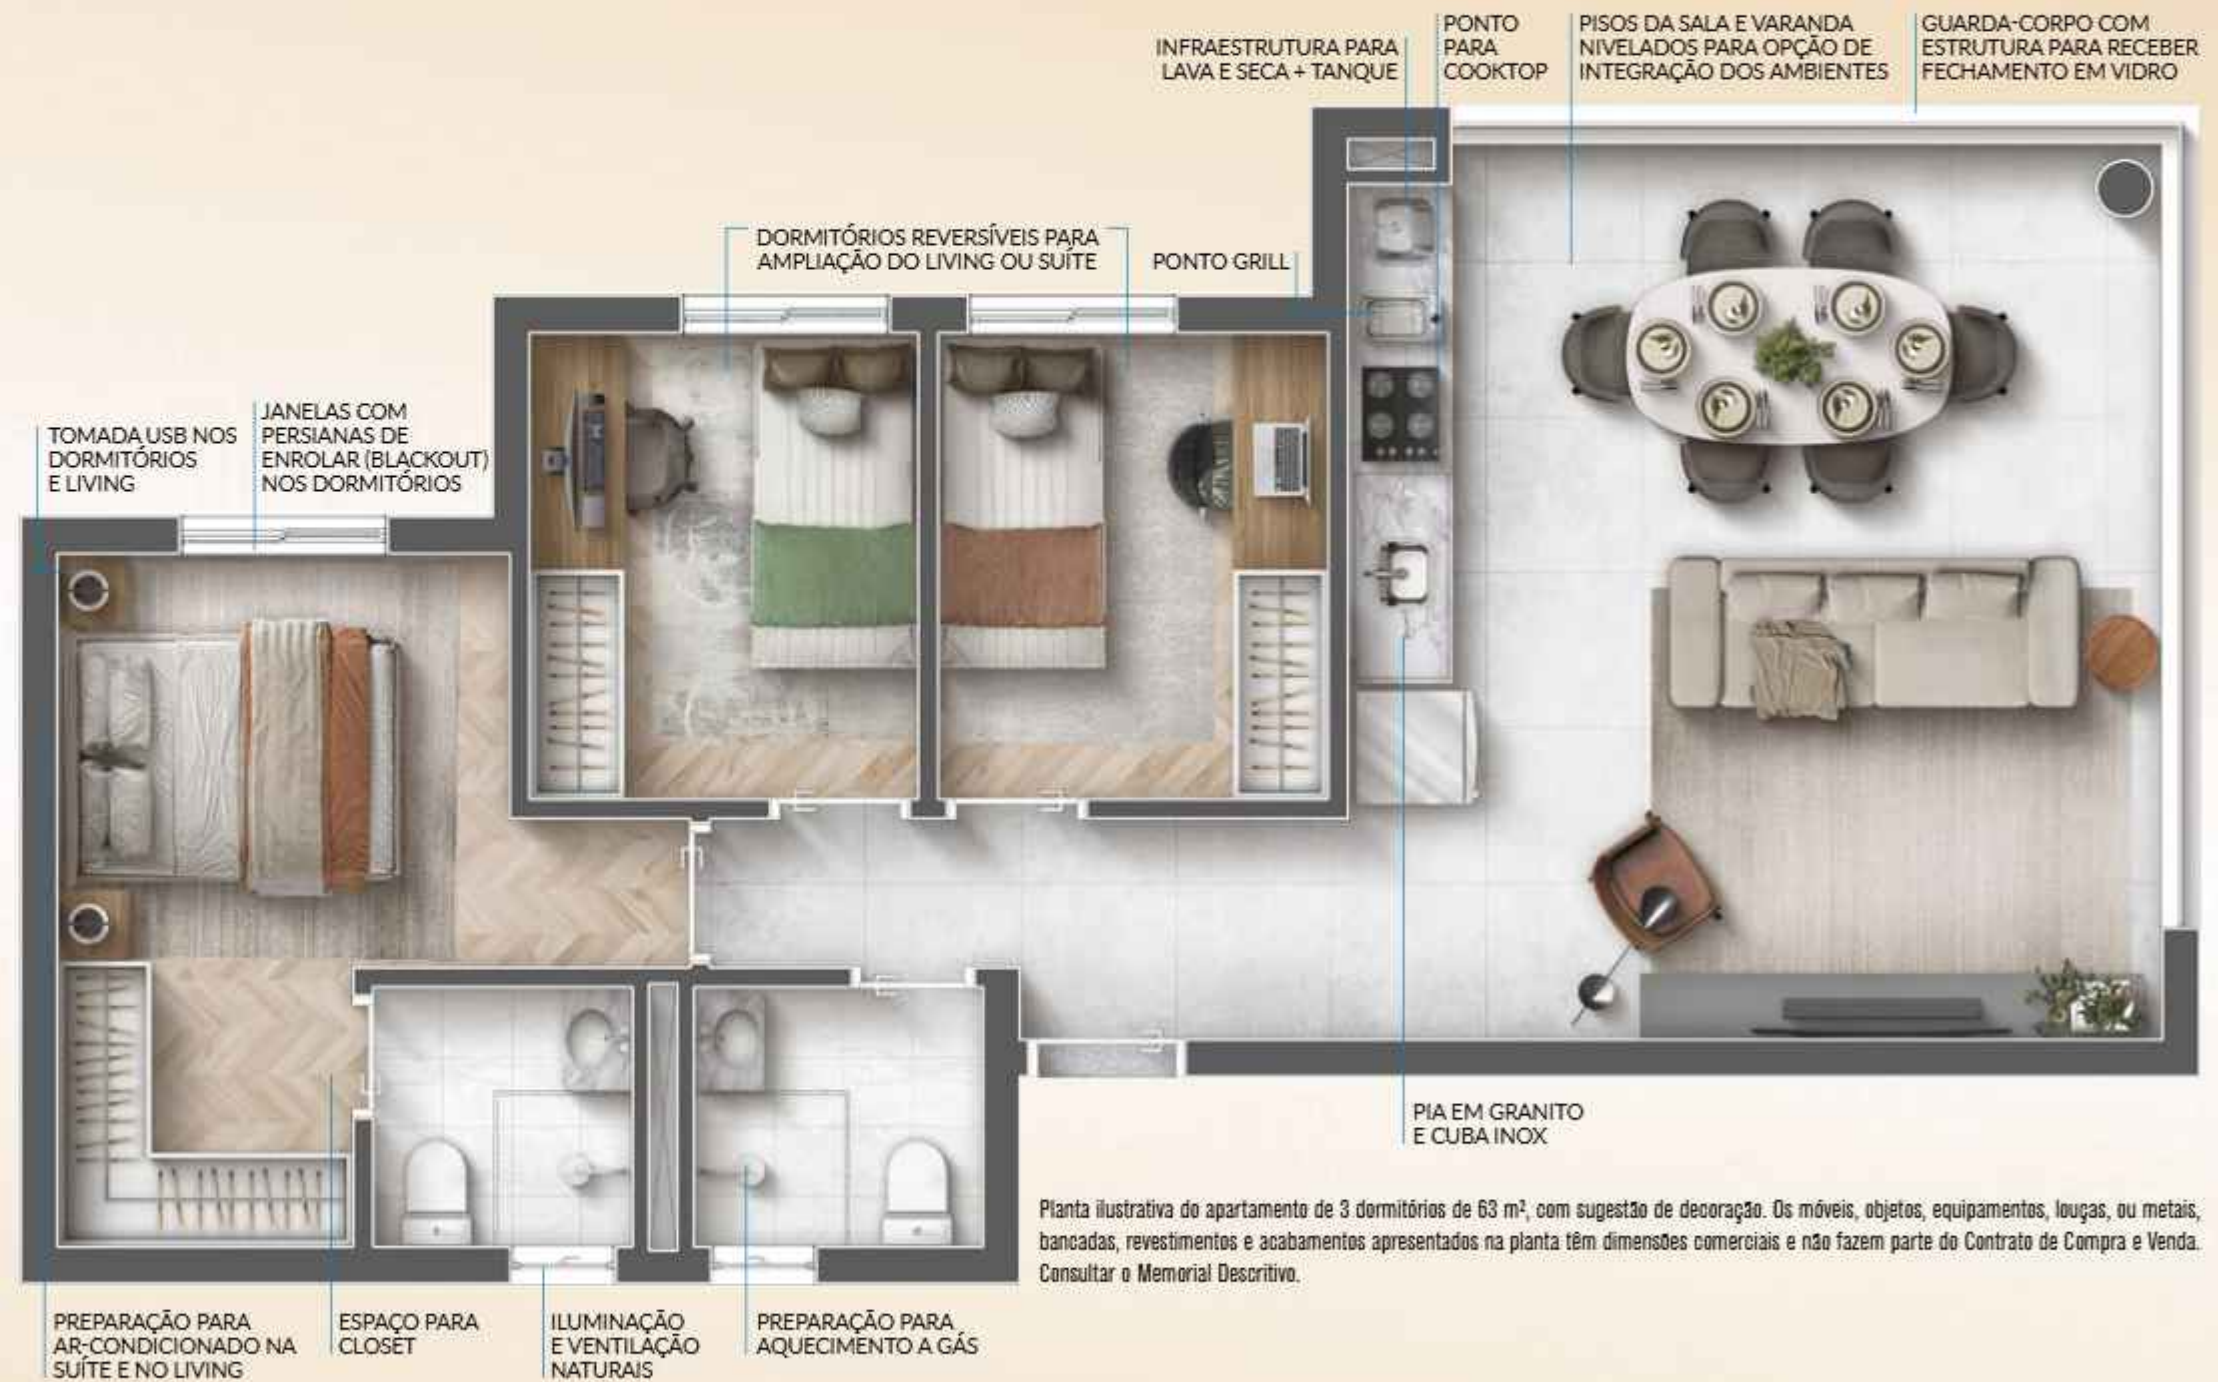 INFRAESTRUTURA PARA
LAVA E SECA + TANQUE
PONTO
PARA
COOKTOP
PISOS DA SALA E VARANDA
NIVELADOS PARA OPÇÃO DE
INTEGRAÇÃO DOS AMBIENTES
GUARDA-CORPO COM
ESTRUTURA PARA RECEBER
FECHAMENTO EM VIDRO
DORMITÓRIOS REVERSÍVEIS PARA
AMPLIAÇÃO DO LIVING OU SUÍTE
PONTO GRILL
TOMADA USB NOS
DORMITÓRIOS
E LIVING
JANELAS COM
PERSIANAS DE
ENROLAR (BLACKOUT)
NOS DORMITÓRIOS
PIA EM GRANITO
E CUBA INOX
Planta ilustrativa do apartamento de 3 dormitórios de 63 m², com sugestão de decoração. Os móveis, objetos, equipamentos, louças, ou metais,
bancadas, revestimentos e acabamentos apresentados na planta têm dimensões comerciais e não fazem parte do Contrato de Compra e Venda.
Consultar o Memorial Descritivo.
PREPARAÇÃO PARA
AR-CONDICIONADO NA
SUÍTE E NO LIVING
ESPAÇO PARA
CLOSET
ILUMINAÇÃO
E VENTILAÇÃO
NATURAIS
PREPARAÇÃO PARA
AQUECIMENTO A GÁS